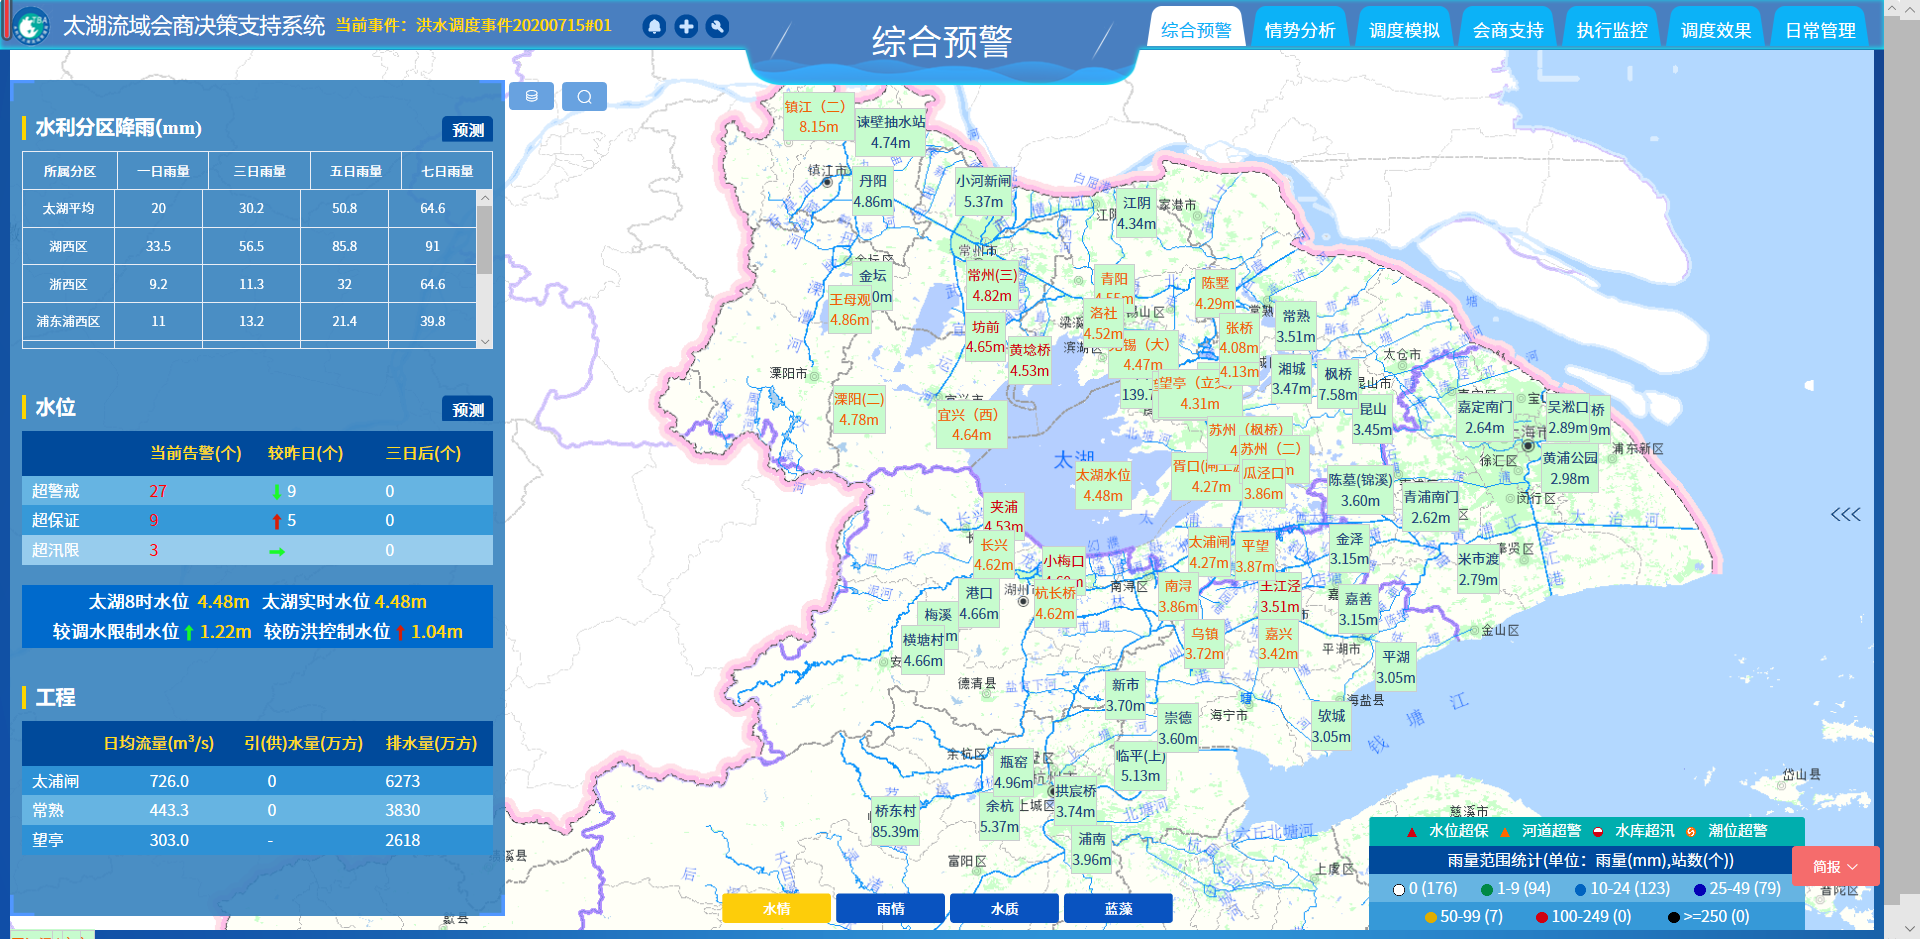 太湖流域会商决策支持系统 当前事件：洪水调度事件20200715#01
综合预警
综合预警 情势分析 调度模拟 会商支持 执行监控 调度效果 日常管理
水利分区降雨(mm) 预测
所属分区 一日雨量 三日雨量 五日雨量 七日雨量
太湖平均 20 30.2 50.8 64.6
湖西区 33.5 56.5 85.8 91
浙西区 9.2 11.3 32 64.6
浦东浦西区 11 13.2 21.4 39.8
水位 预测
当前告警(个) 较昨日(个) 三日后(个)
超警戒 27 9 0
超保证 9 5 0
超汛限 3 0
太湖8时水位 4.48m 太湖实时水位 4.48m
较调水限制水位 1.22m 较防洪控制水位 1.04m
工程
日均流量(m³/s) 引(供)水量(万方) 排水量(万方)
太浦闸 726.0 0 6273
常熟 443.3 0 3830
望亭 303.0 - 2618
镇江（二）
8.15m
谏壁抽水站
4.74m
镇江市
丹阳
4.86m
小河新闸
5.37m
白屈港
江阴
4.34m
常州市
金坛
王母观
4.86m
常州(三)
4.82m
青阳
陈墅
4.29m
坊前
4.65m
洛社
4.52m
张桥
4.08m
常熟
3.51m
黄埝桥
4.53m
滨湖区
锡（大）
4.47m
4.13m
湘城
3.47m
枫桥
7.58m
太仓市
昆山市
溧阳市
溧阳(二)
4.78m
宜兴（西）
4.64m
望亭（立交）
4.31m
昆山
3.45m
嘉定南门
2.64m
吴淞口
2.89m
桥
苏州（枫桥）
苏州（二）
徐汇区
黄浦公园
2.98m
浦东新区
太湖
太湖水位
4.48m
4.27m
瓜泾口
3.86m
陈墓(锦溪)
3.60m
青浦南门
2.62m
闵行区
夹浦
4.53m
长兴
4.62m
小梅口
太浦闸
4.27m
平望
3.87m
金泽
3.15m
米市渡
2.79m
湖州市
港口
4.66m
杭长桥
4.62m
南浔区
南浔
3.86m
王江泾
3.51m
嘉善
3.15m
梅溪
横塘村
4.66m
乌镇
3.72m
嘉兴
3.42m
平湖市
平湖
3.05m
金山区
德清县
新市
3.70m
海宁市
崇德
3.60m
欤城
3.05m
海盐县
钱塘江
瓶窑
4.96m
临平(上)
5.13m
拱宸桥
3.74m
桥东村
85.39m
余杭
5.37m
上城区
浦南
3.96m
富阳区
慈溪市
上虞区
岱山县
<<<
水位超保 河道超警 水库超汛 潮位超警
雨量范围统计(单位：雨量(mm),站数(个))
0 (176) 1-9 (94) 10-24 (123) 25-49 (79)
50-99 (7) 100-249 (0) >=250 (0)
简报
水情 雨情 水质 蓝藻